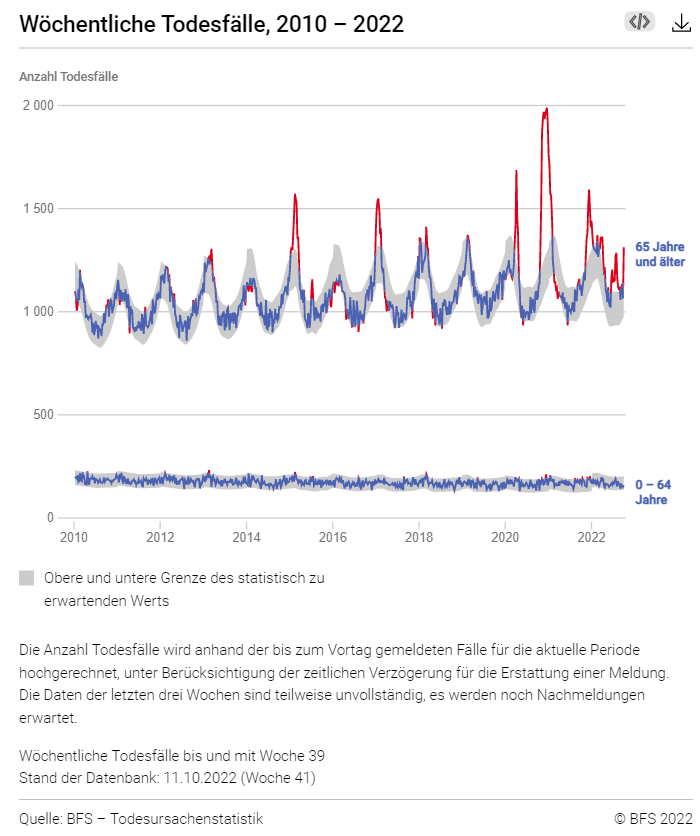 Wöchentliche Todesfälle, 2010 – 2022
</>
Anzahl Todesfälle
2 000
1 500
1 000
500
0
65 Jahre
und älter
0 – 64
Jahre
2010 2012 2014 2016 2018 2020 2022
Obere und untere Grenze des statistisch zu
erwartenden Werts
Die Anzahl Todesfälle wird anhand der bis zum Vortag gemeldeten Fälle für die aktuelle Periode
hochgerechnet, unter Berücksichtigung der zeitlichen Verzögerung für die Erstattung einer Meldung.
Die Daten der letzten drei Wochen sind teilweise unvollständig, es werden noch Nachmeldungen
erwartet.
Wöchentliche Todesfälle bis und mit Woche 39
Stand der Datenbank: 11.10.2022 (Woche 41)
Quelle: BFS – Todesursachenstatistik © BFS 2022